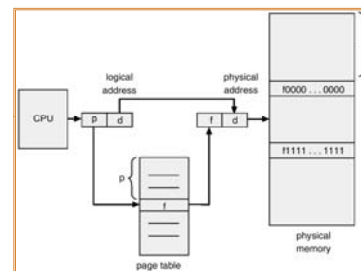 logical
address
physical
address
CPU
p d
f d
f0000 . . . 0000
f1111 . . . 1111
p
f
page table
physical
memory